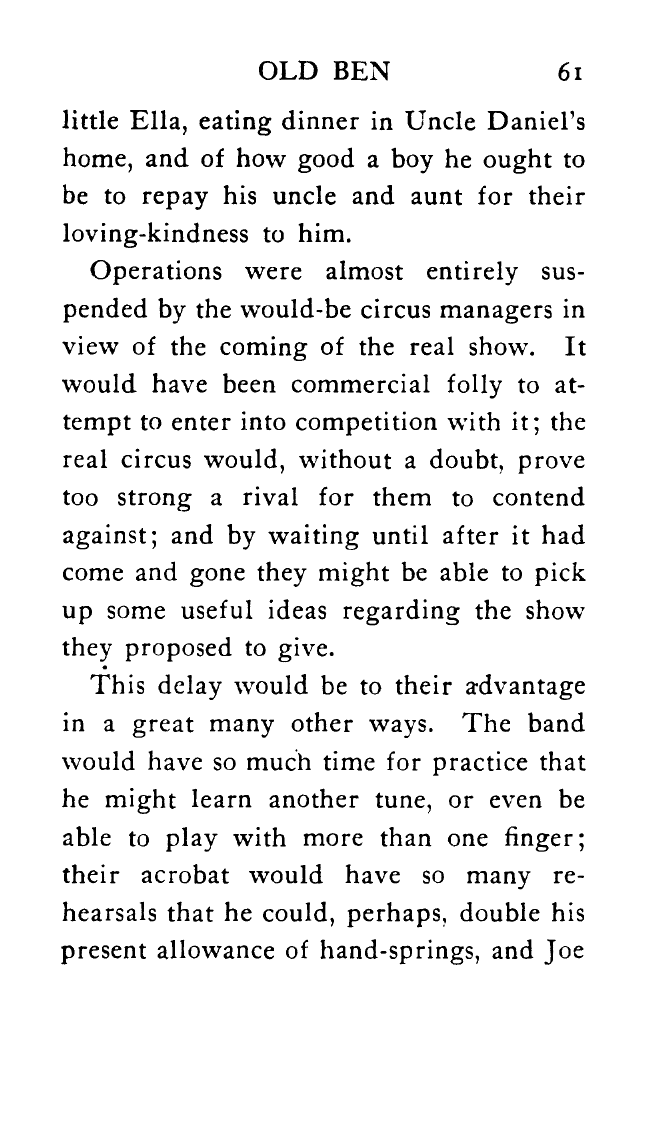 OLD BEN 61
little Ella, eating dinner in Uncle Daniel's
home, and of how good a boy he ought to
be to repay his uncle and aunt for their
loving-kindness to him.
Operations were almost entirely sus-
pended by the would-be circus managers in
view of the coming of the real show. It
would have been commercial folly to at-
tempt to enter into competition with it; the
real circus would, without a doubt, prove
too strong a rival for them to contend
against; and by waiting until after it had
come and gone they might be able to pick
up some useful ideas regarding the show
they proposed to give.
This delay would be to their advantage
in a great many other ways. The band
would have so much time for practice that
he might learn another tune, or even be
able to play with more than one finger;
their acrobat would have so many re-
hearsals that he could, perhaps, double his
present allowance of hand-springs, and Joe